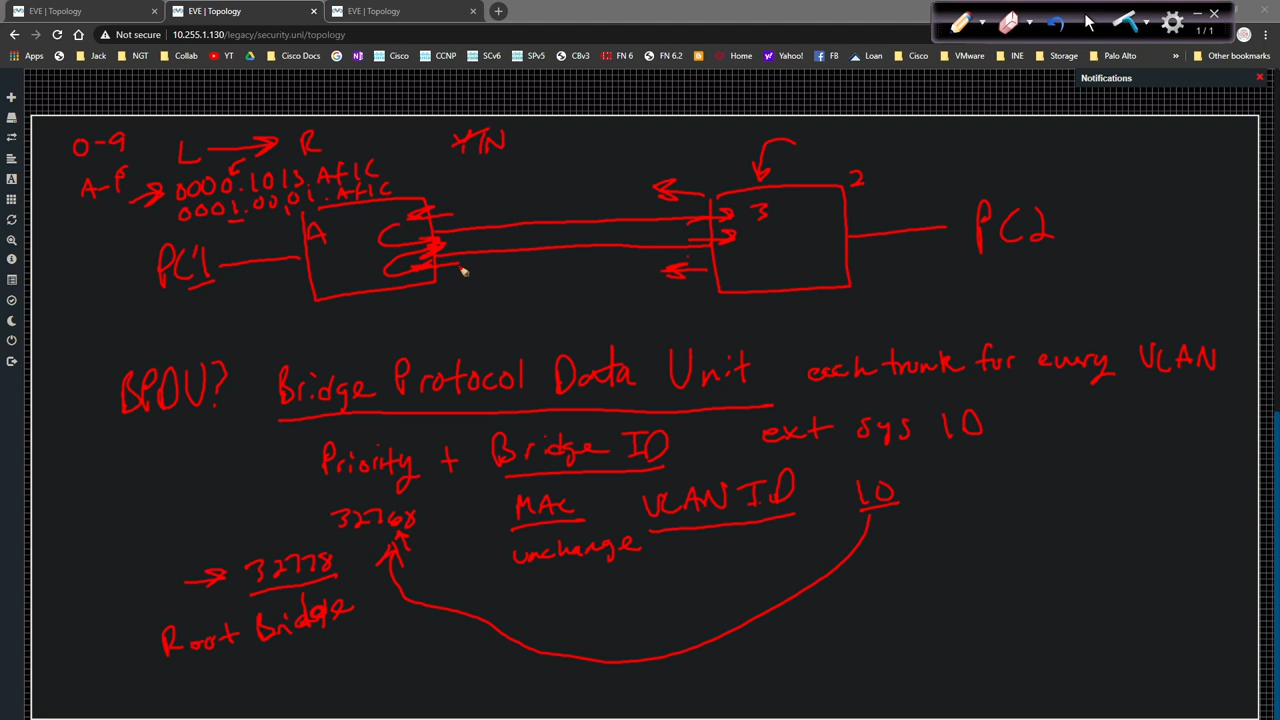 EVE | Topology
EVE | Topology
EVE | Topology
Not secure | 10.255.1.130/legacy/security.unl/topology
1/1
Apps Jack NGT Collab YT D Cisco Docs Cisco CCNP SPv5 CBv3 FN 6 FN 6.2 Home Yahoo! FB Loan Cisco VMware INE Storage Palo Alto » Other bookmarks
SCv6
Notifications
0-9 L R
A-F 0000.1013.AF1C
0001.0001.AF1C
PC1 A 3 2 PC2
BPDU? Bridge Protocol Data Unit each trunk for every VLAN
Priority + Bridge ID ext sys ID
32768 MAC VLAN ID 10
unchange
32778
Root Bridge